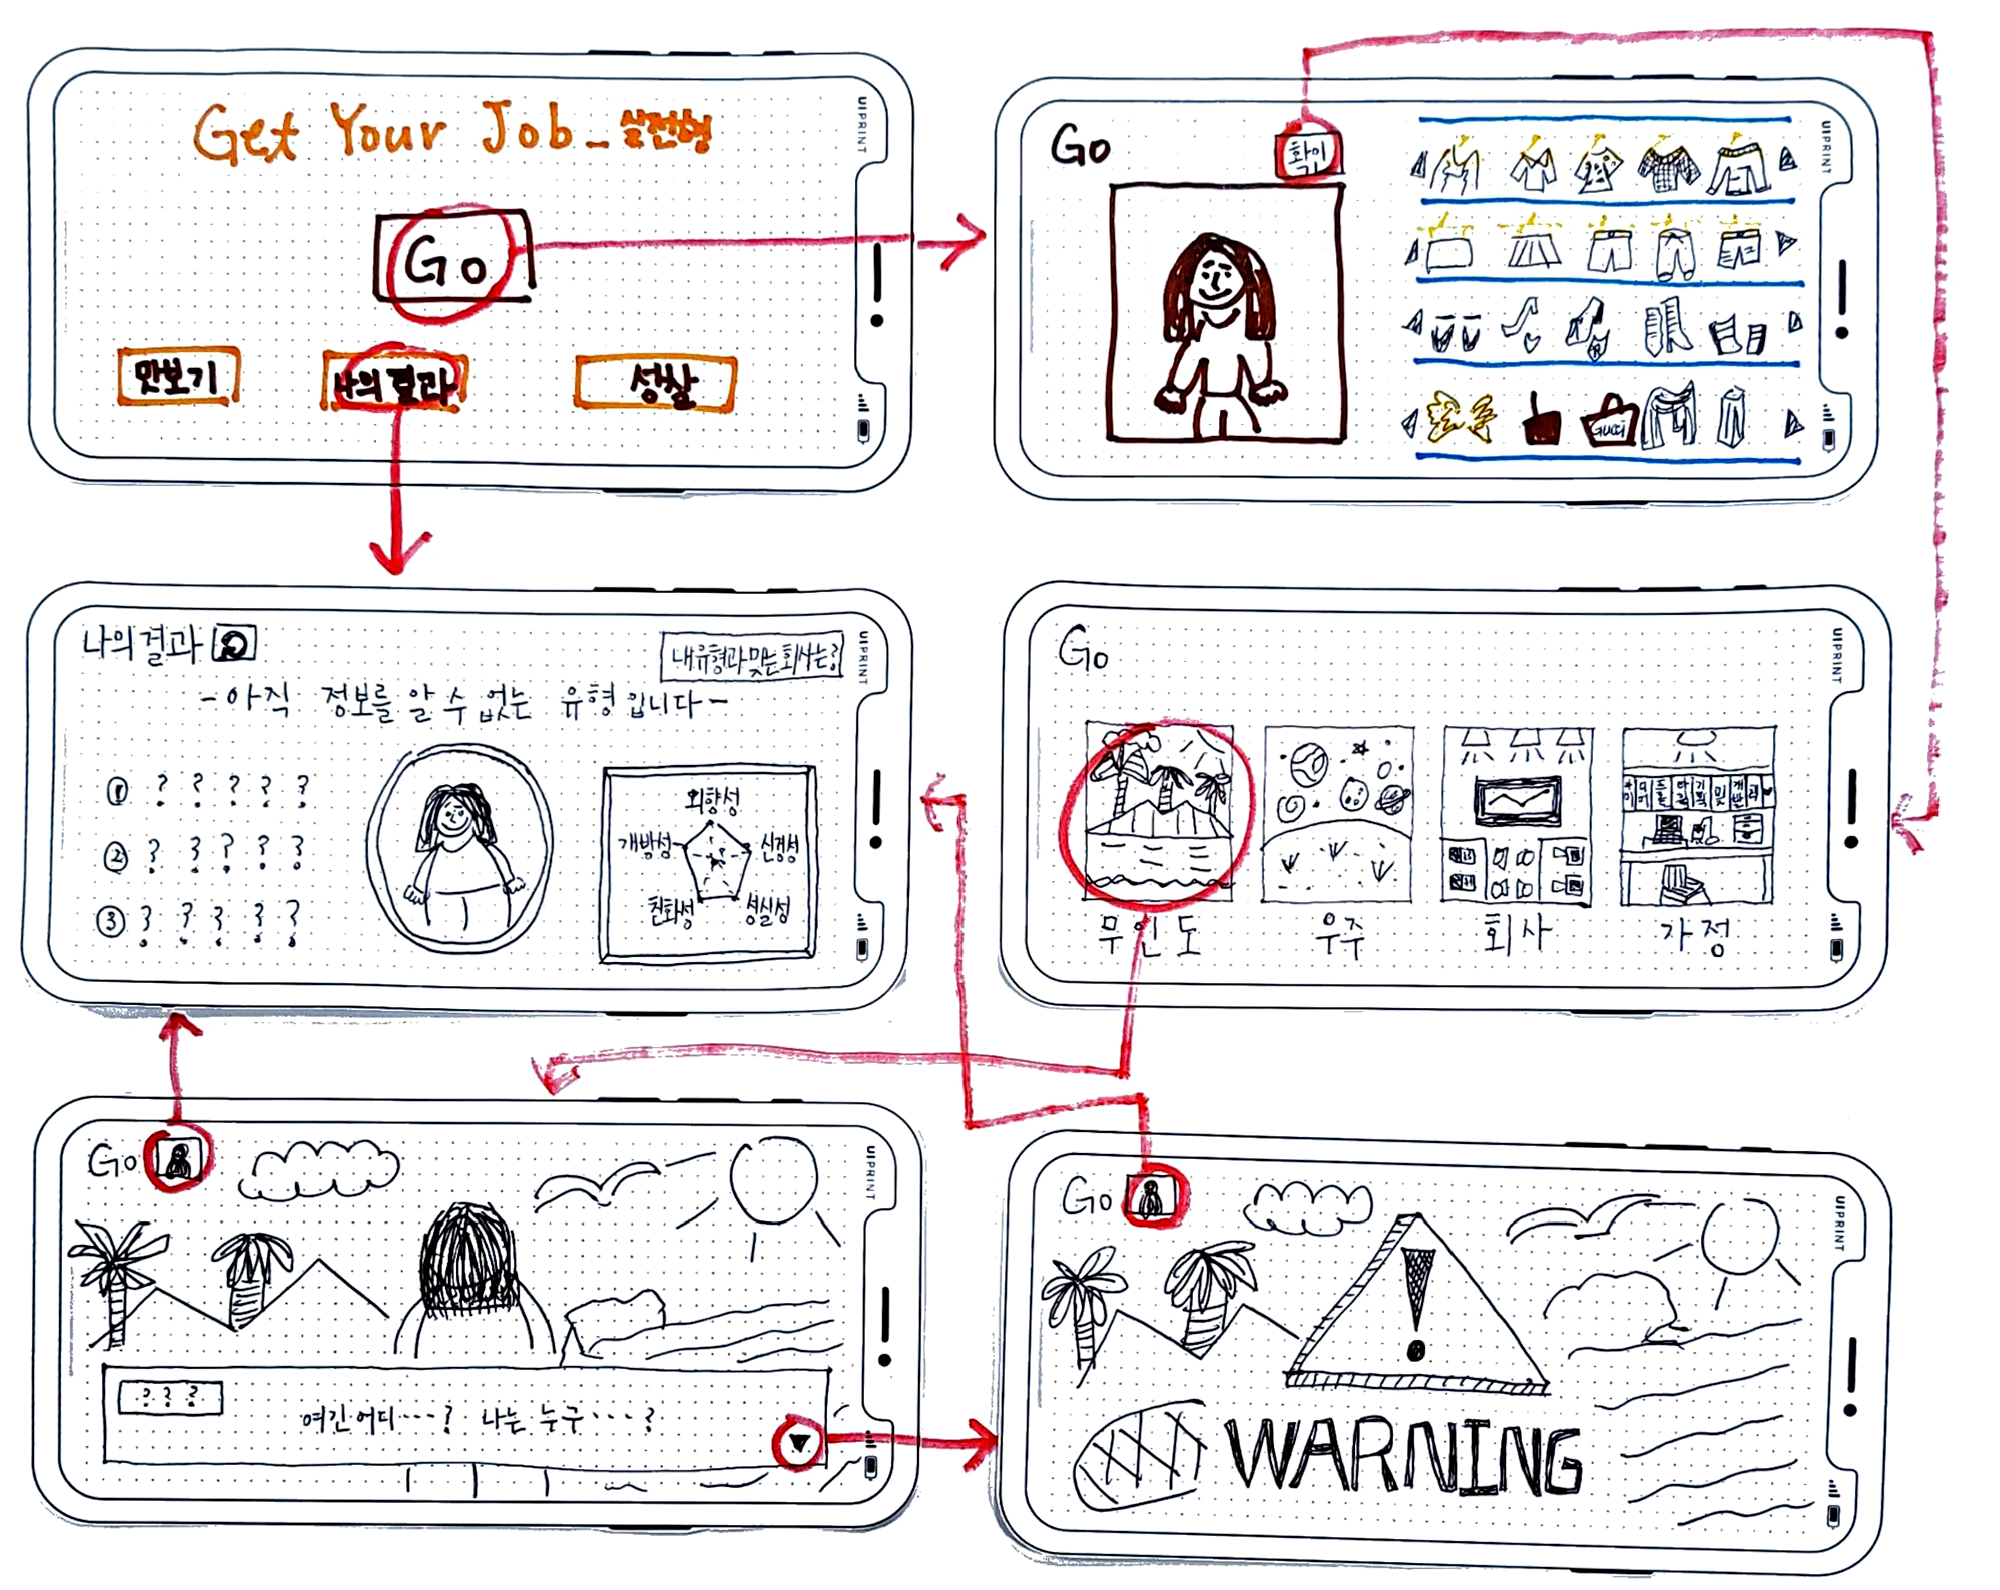 Get Your Job_실전형
UIPRINT
Go
맛보기
나의 결과
성찰
Go
확인
UIPRINT
Gucci
나의 결과
내 유형과 맞는 회사는?
UIPRINT
-아직 정보를 알 수 없는 유형입니다-
① ? ? ? ? ?
② ? ? ? ? ?
③ ? ? ? ? ?
외향성
개방성
신경성
친화성
성실성
Go
UIPRINT
무인도
우주
회사
가정
Go
UIPRINT
? ? ?
여긴 어디…? 나는 누구…?
Go
UIPRINT
WARNING